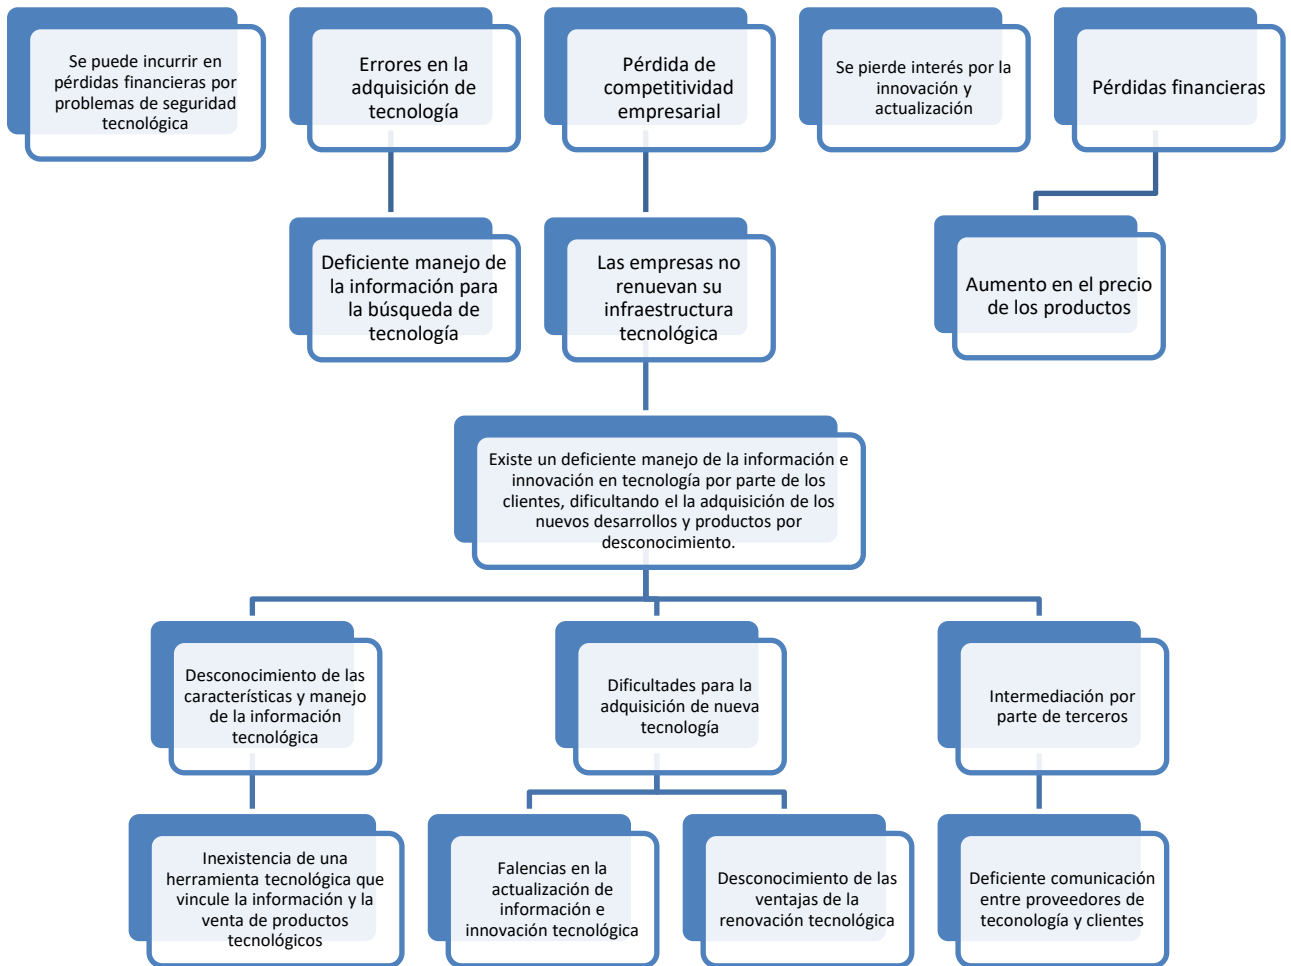 Se puede incurrir en
pérdidas financieras por
problemas de seguridad
tecnológica
Errores en la
adquisición de
tecnología
Pérdida de
competitividad
empresarial
Se pierde interés por la
innovación y
actualización
Pérdidas financieras
Deficiente manejo de
la información para
la búsqueda de
tecnología
Las empresas no
renuevan su
infraestructura
tecnológica
Aumento en el precio
de los productos
Existe un deficiente manejo de la información e
innovación en tecnología por parte de los
clientes, dificultando el la adquisición de los
nuevos desarrollos y productos por
desconocimiento.
Desconocimiento de las
características y manejo
de la información
tecnológica
Dificultades para la
adquisición de nueva
tecnología
Intermediación por
parte de terceros
Inexistencia de una
herramienta tecnológica que
vincule la información y la
venta de productos
tecnológicos
Falencias en la
actualización de
información e
innovación tecnológica
Desconocimiento de las
ventajas de la
renovación tecnológica
Deficiente comunicación
entre proveedores de
teconología y clientes